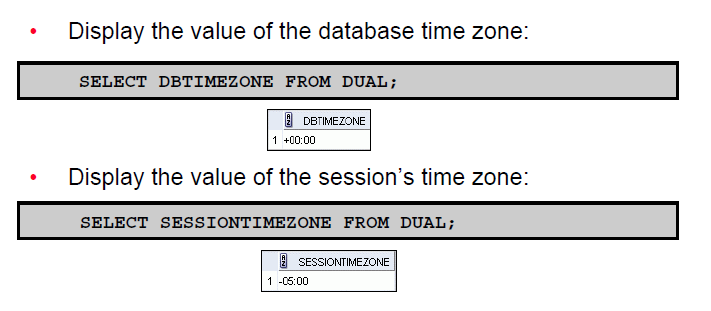 • Display the value of the database time zone:
SELECT DBTIMEZONE FROM DUAL;
DBTIMEZONE
1 +00:00
• Display the value of the session’s time zone:
SELECT SESSIONTIMEZONE FROM DUAL;
SESSIONTIMEZONE
1 -05:00